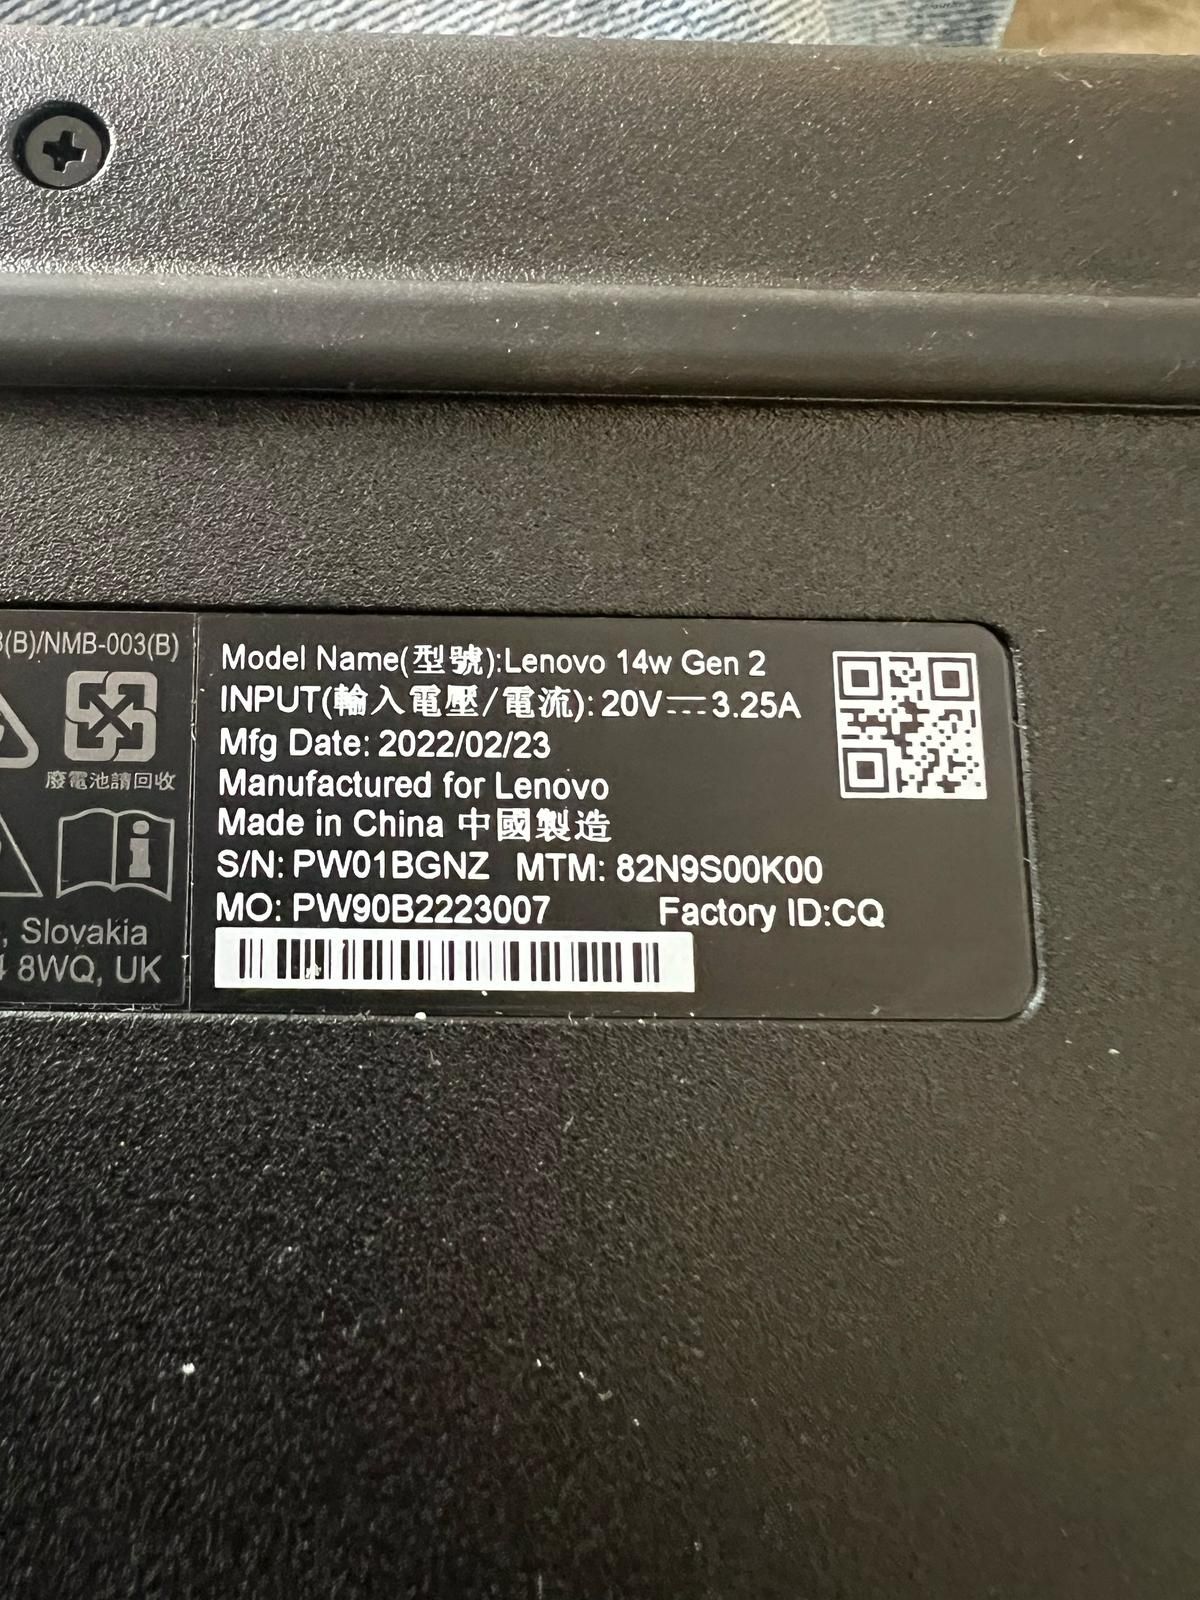 (B)/NMB-003(B)
廢電池請回收
, Slovakia
8WQ, UK
Model Name(型號):Lenovo 14w Gen 2
INPUT(輸入電壓/電流): 20V⎓3.25A
Mfg Date: 2022/02/23
Manufactured for Lenovo
Made in China 中國製造
S/N: PW01BGNZ MTM: 82N9S00K00
MO: PW90B2223007 Factory ID:CQ